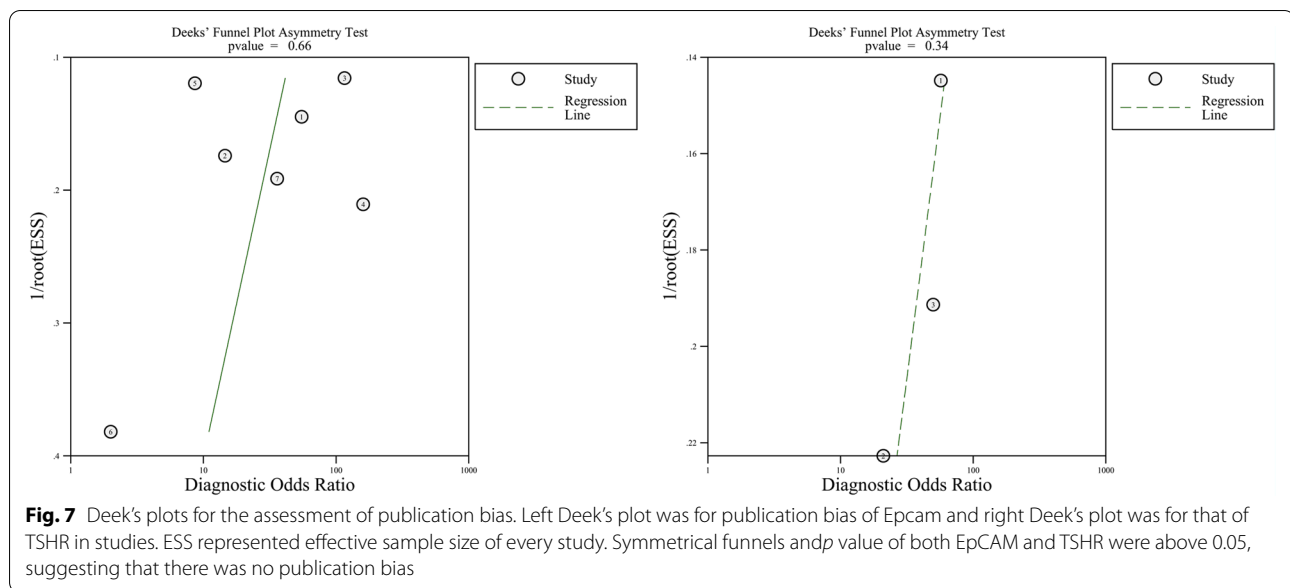 Deeks' Funnel Plot Asymmetry Test
pvalue = 0.66
.1
.2
.3
.4
1/root(ESS)
5
3
1
2
7
4
6
1
10
100
1000
Diagnostic Odds Ratio
Study
Regression
Line
Deeks' Funnel Plot Asymmetry Test
pvalue = 0.34
.14
.16
.18
.2
.22
1/root(ESS)
1
3
2
1
10
100
1000
Diagnostic Odds Ratio
Study
Regression
Line
Fig. 7 Deek's plots for the assessment of publication bias. Left Deek's plot was for publication bias of Epcam and right Deek's plot was for that of
TSHR in studies. ESS represented effective sample size of every study. Symmetrical funnels andp value of both EpCAM and TSHR were above 0.05,
suggesting that there was no publication bias